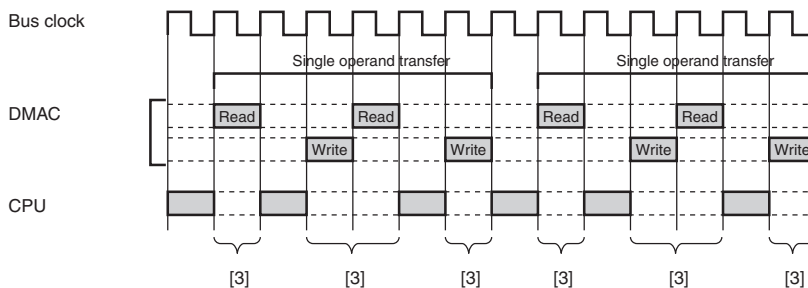 Bus clock
Single operand transfer Single operand transfer
DMAC
Read Read Read Read
Write Write Write Write
CPU
[3] [3] [3] [3] [3] [3]